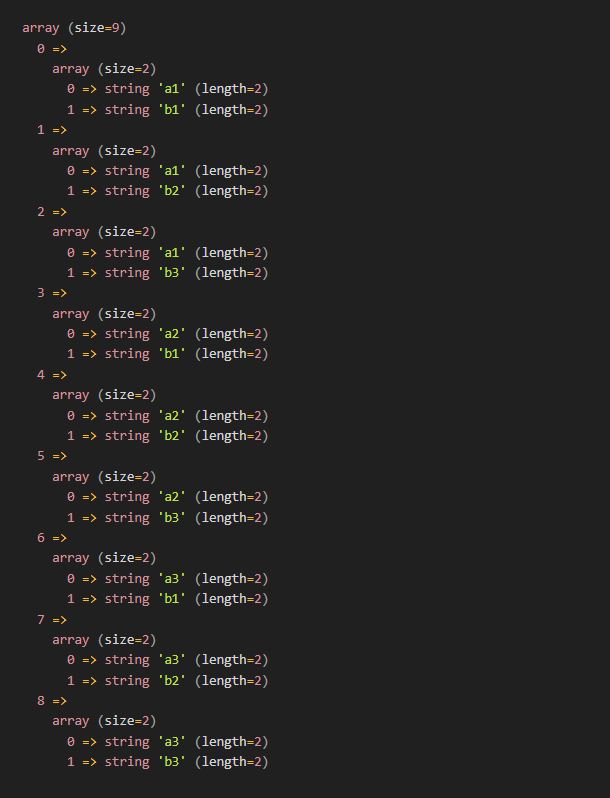 array (size=9)
  0 =>
    array (size=2)
      0 => string 'a1' (length=2)
      1 => string 'b1' (length=2)
  1 =>
    array (size=2)
      0 => string 'a1' (length=2)
      1 => string 'b2' (length=2)
  2 =>
    array (size=2)
      0 => string 'a1' (length=2)
      1 => string 'b3' (length=2)
  3 =>
    array (size=2)
      0 => string 'a2' (length=2)
      1 => string 'b1' (length=2)
  4 =>
    array (size=2)
      0 => string 'a2' (length=2)
      1 => string 'b2' (length=2)
  5 =>
    array (size=2)
      0 => string 'a2' (length=2)
      1 => string 'b3' (length=2)
  6 =>
    array (size=2)
      0 => string 'a3' (length=2)
      1 => string 'b1' (length=2)
  7 =>
    array (size=2)
      0 => string 'a3' (length=2)
      1 => string 'b2' (length=2)
  8 =>
    array (size=2)
      0 => string 'a3' (length=2)
      1 => string 'b3' (length=2)